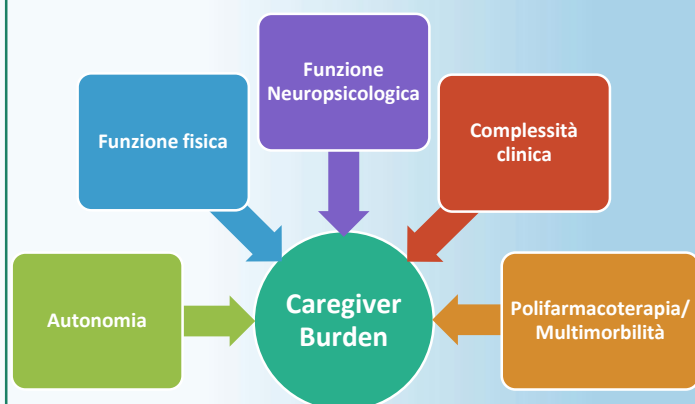 Funzione
Neuropsicologica
Funzione fisica
Complessità
clinica
Autonomia
Caregiver
Burden
Polifarmacoterapia/
Multimorbilità